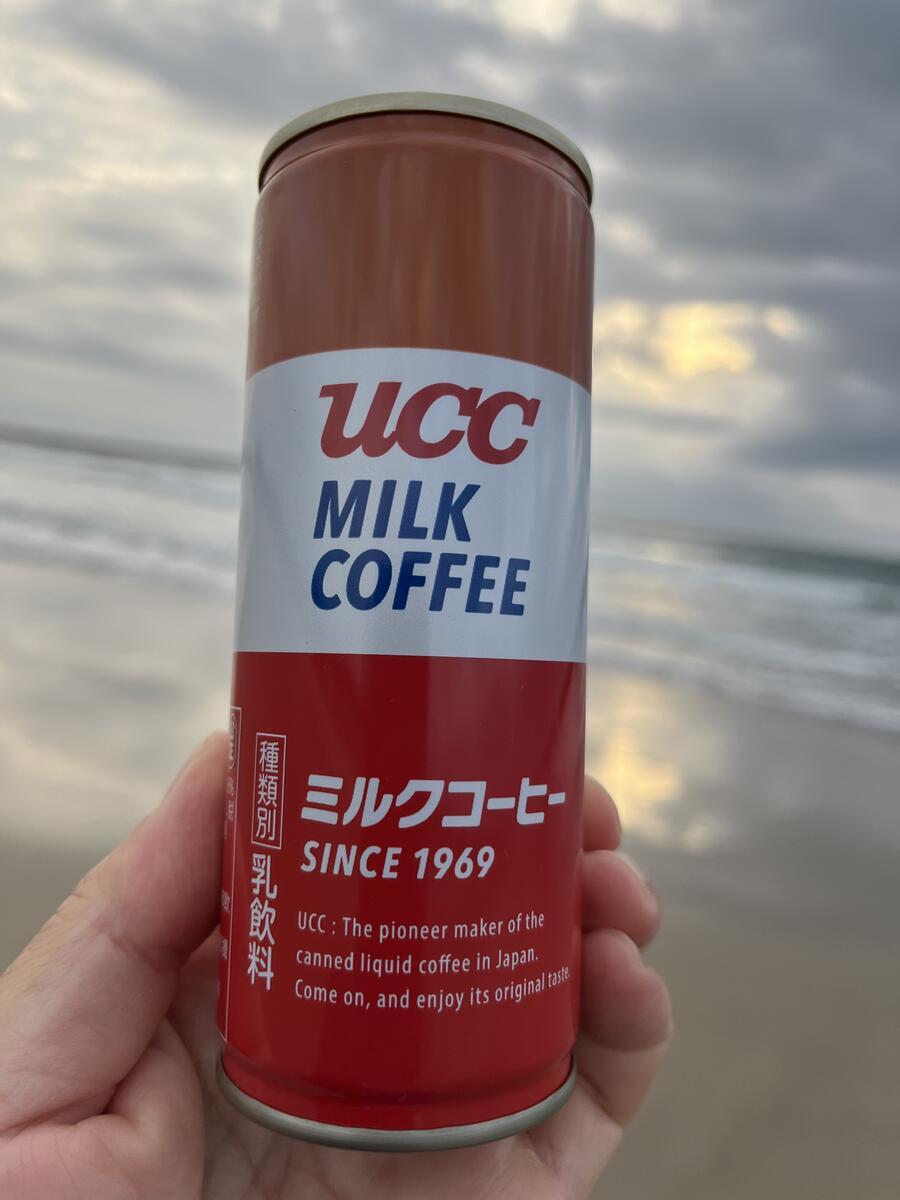 UCC
MILK
COFFEE
種類別
乳飲料
ミルクコーヒー
SINCE 1969
UCC : The pioneer maker of the
canned liquid coffee in Japan.
Come on, and enjoy its original taste.